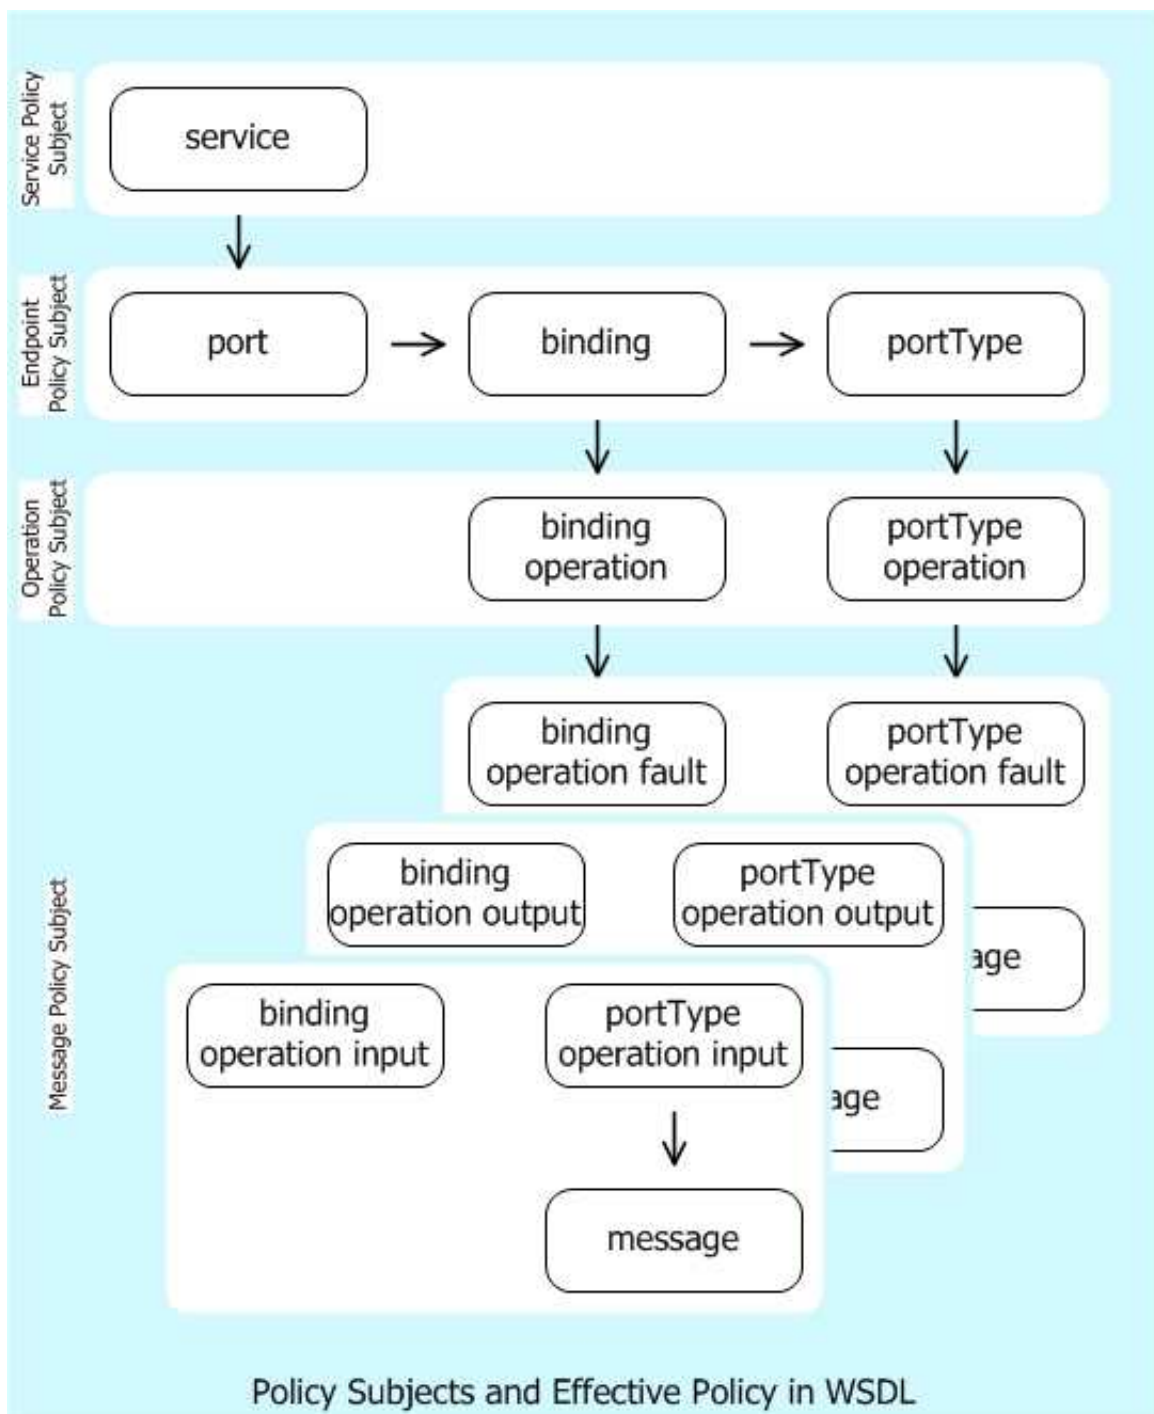 Service Policy
Subject
service
Endpoint
Policy Subject
port
binding
portType
Operation
Policy Subject
binding
operation
portType
operation
Message Policy Subject
binding
operation fault
portType
operation fault
binding
operation output
portType
operation output
age
binding
operation input
portType
operation input
age
message
Policy Subjects and Effective Policy in WSDL